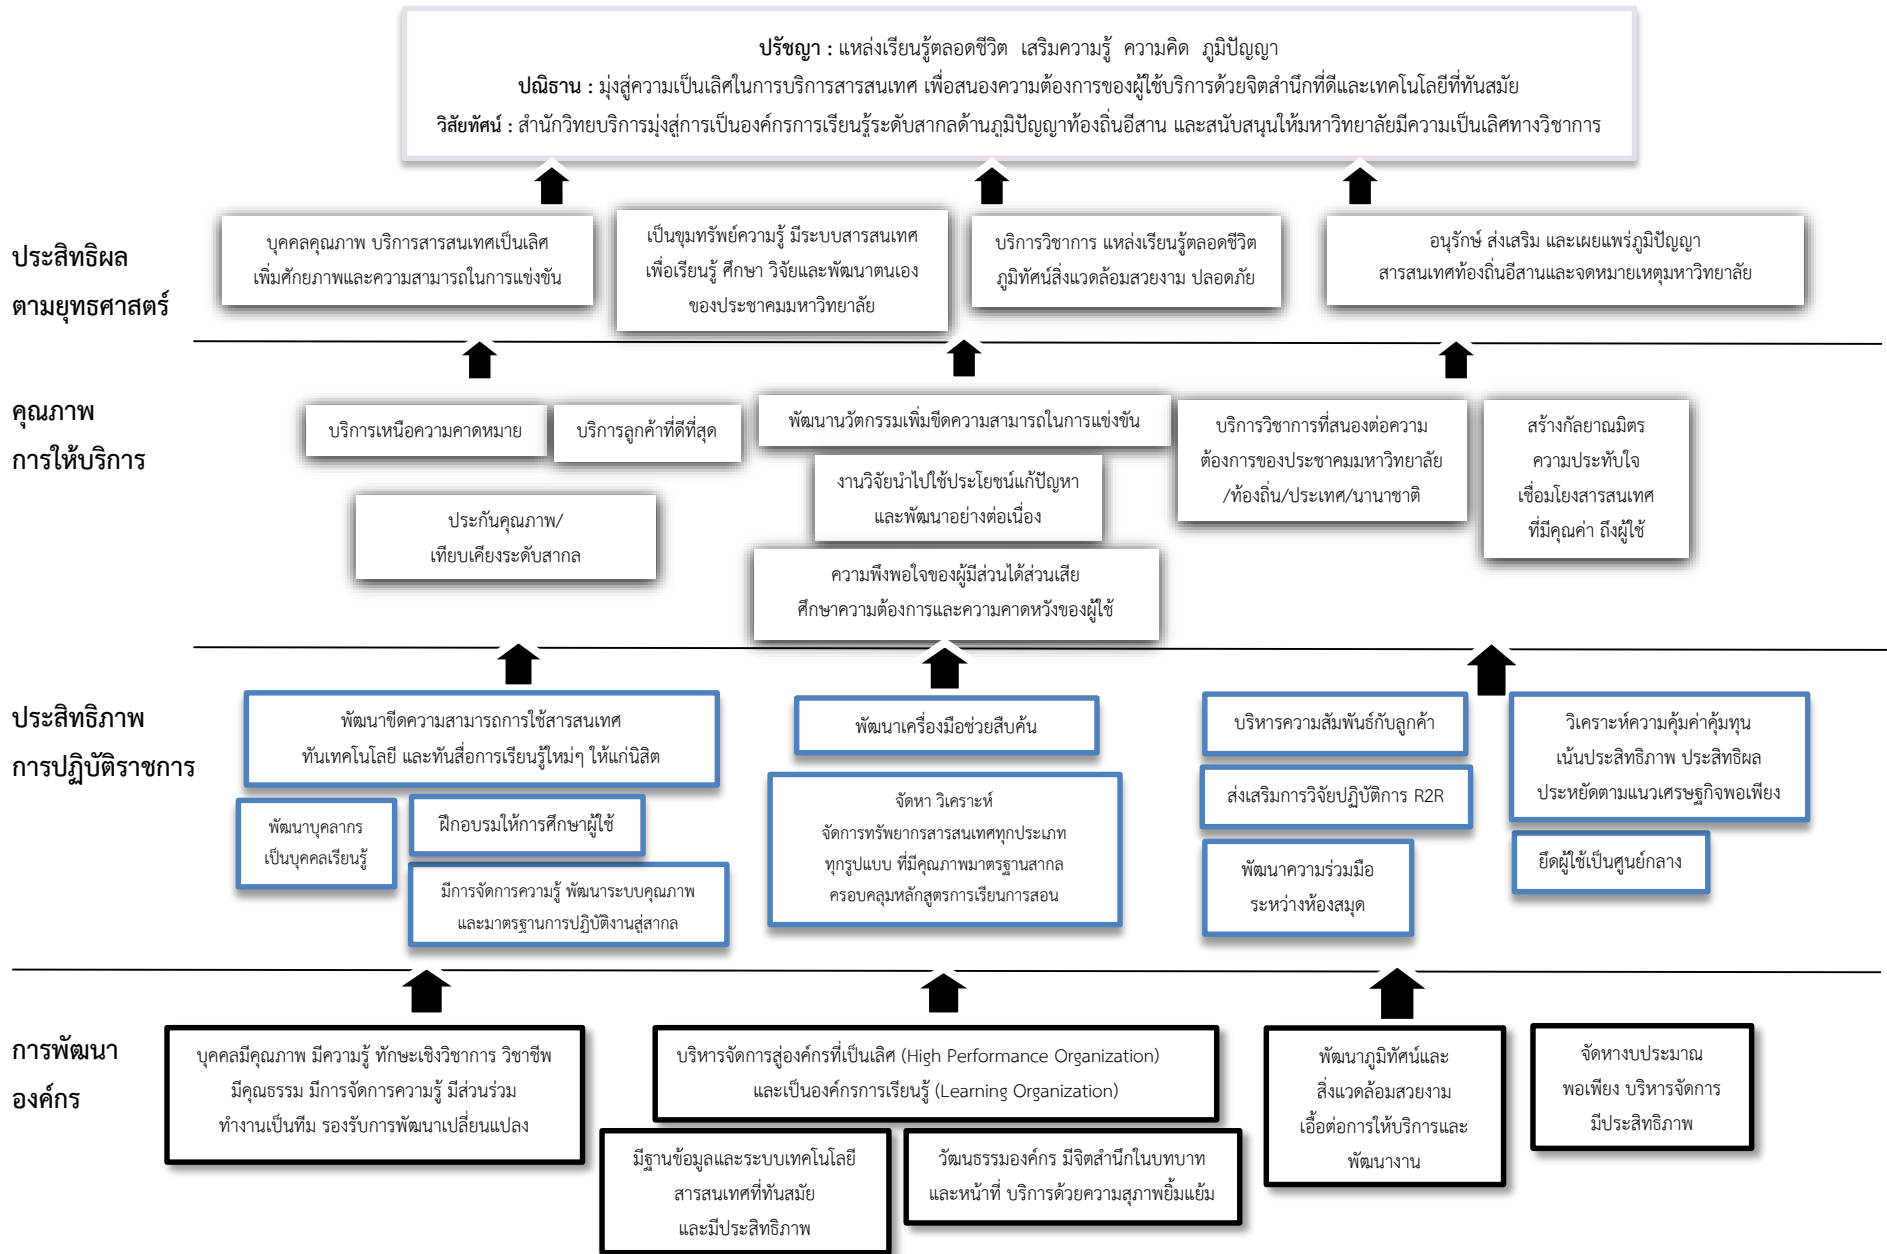 ปรัชญา : แหล่งเรียนรู้ตลอดชีวิต เสริมความรู้ ความคิด ภูมิปัญญา
ปณิธาน : มุ่งสู่ความเป็นเลิศในการบริการสารสนเทศ เพื่อสนองความต้องการของผู้ใช้บริการด้วยจิตสำนึกที่ดีและเทคโนโลยีที่ทันสมัย
วิสัยทัศน์ : สำนักวิทยบริการมุ่งสู่การเป็นองค์กรการเรียนรู้ระดับสากลด้านภูมิปัญญาท้องถิ่นอีสาน และสนับสนุนให้มหาวิทยาลัยมีความเป็นเลิศทางวิชาการ
ประสิทธิผล
ตามยุทธศาสตร์
บุคคลคุณภาพ บริการสารสนเทศเป็นเลิศ
เพิ่มศักยภาพและความสามารถในการแข่งขัน
เป็นขุมทรัพย์ความรู้ มีระบบสารสนเทศ
เพื่อเรียนรู้ ศึกษา วิจัยและพัฒนาตนเอง
ของประชาคมมหาวิทยาลัย
บริการวิชาการ แหล่งเรียนรู้ตลอดชีวิต
ภูมิทัศน์สิ่งแวดล้อมสวยงาม ปลอดภัย
อนุรักษ์ ส่งเสริม และเผยแพร่ภูมิปัญญา
สารสนเทศท้องถิ่นอีสานและจดหมายเหตุมหาวิทยาลัย
คุณภาพ
การให้บริการ
บริการเหนือความคาดหมาย
บริการลูกค้าที่ดีที่สุด
ประกันคุณภาพ/
เทียบเคียงระดับสากล
พัฒนานวัตกรรมเพิ่มขีดความสามารถในการแข่งขัน
งานวิจัยนำไปใช้ประโยชน์แก้ปัญหา
และพัฒนาอย่างต่อเนื่อง
ความพึงพอใจของผู้มีส่วนได้ส่วนเสีย
ศึกษาความต้องการและความคาดหวังของผู้ใช้
บริการวิชาการที่สนองต่อความ
ต้องการของประชาคมมหาวิทยาลัย
/ท้องถิ่น/ประเทศ/นานาชาติ
สร้างกัลยาณมิตร
ความประทับใจ
เชื่อมโยงสารสนเทศ
ที่มีคุณค่า ถึงผู้ใช้
ประสิทธิภาพ
การปฏิบัติราชการ
พัฒนาขีดความสามารถการใช้สารสนเทศ
ทันเทคโนโลยี และทันสื่อการเรียนรู้ใหม่ๆ ให้แก่นิสิต
พัฒนาบุคลากร
เป็นบุคคลเรียนรู้
ฝึกอบรมให้การศึกษาผู้ใช้
มีการจัดการความรู้ พัฒนาระบบคุณภาพ
และมาตรฐานการปฏิบัติงานสู่สากล
พัฒนาเครื่องมือช่วยสืบค้น
จัดหา วิเคราะห์
จัดการทรัพยากรสารสนเทศทุกประเภท
ทุกรูปแบบ ที่มีคุณภาพมาตรฐานสากล
ครอบคลุมหลักสูตรการเรียนการสอน
บริหารความสัมพันธ์กับลูกค้า
ส่งเสริมการวิจัยปฏิบัติการ R2R
พัฒนาความร่วมมือ
ระหว่างห้องสมุด
วิเคราะห์ความคุ้มค่าคุ้มทุน
เน้นประสิทธิภาพ ประสิทธิผล
ประหยัดตามแนวเศรษฐกิจพอเพียง
ยึดผู้ใช้เป็นศูนย์กลาง
การพัฒนา
องค์กร
บุคคลมีคุณภาพ มีความรู้ ทักษะเชิงวิชาการ วิชาชีพ
มีคุณธรรม มีการจัดการความรู้ มีส่วนร่วม
ทำงานเป็นทีม รองรับการพัฒนาเปลี่ยนแปลง
บริหารจัดการสู่องค์กรที่เป็นเลิศ (High Performance Organization)
และเป็นองค์กรการเรียนรู้ (Learning Organization)
มีฐานข้อมูลและระบบเทคโนโลยี
สารสนเทศที่ทันสมัย
และมีประสิทธิภาพ
วัฒนธรรมองค์กร มีจิตสำนึกในบทบาท
และหน้าที่ บริการด้วยความสุภาพยิ้มแย้ม
พัฒนาภูมิทัศน์และ
สิ่งแวดล้อมสวยงาม
เอื้อต่อการให้บริการและ
พัฒนางาน
จัดหางบประมาณ
พอเพียง บริหารจัดการ
มีประสิทธิภาพ